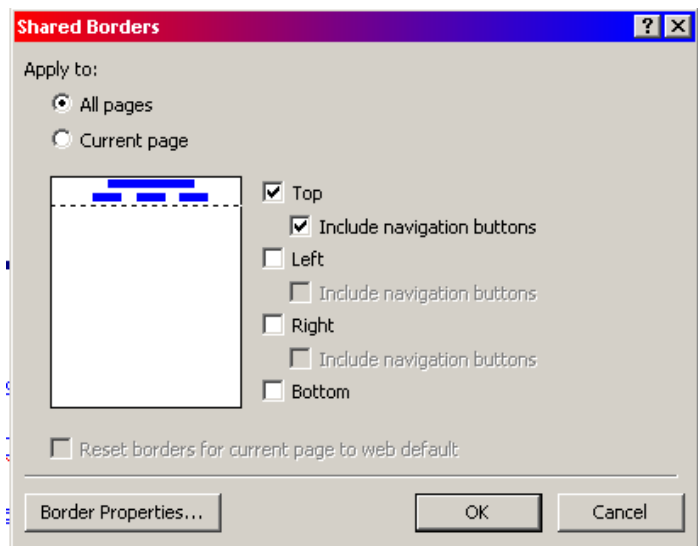 Shared Borders
Apply to:
All pages
Current page
Top
Include navigation buttons
Left
Include navigation buttons
Right
Include navigation buttons
Bottom
Reset borders for current page to web default
Border Properties...
OK
Cancel